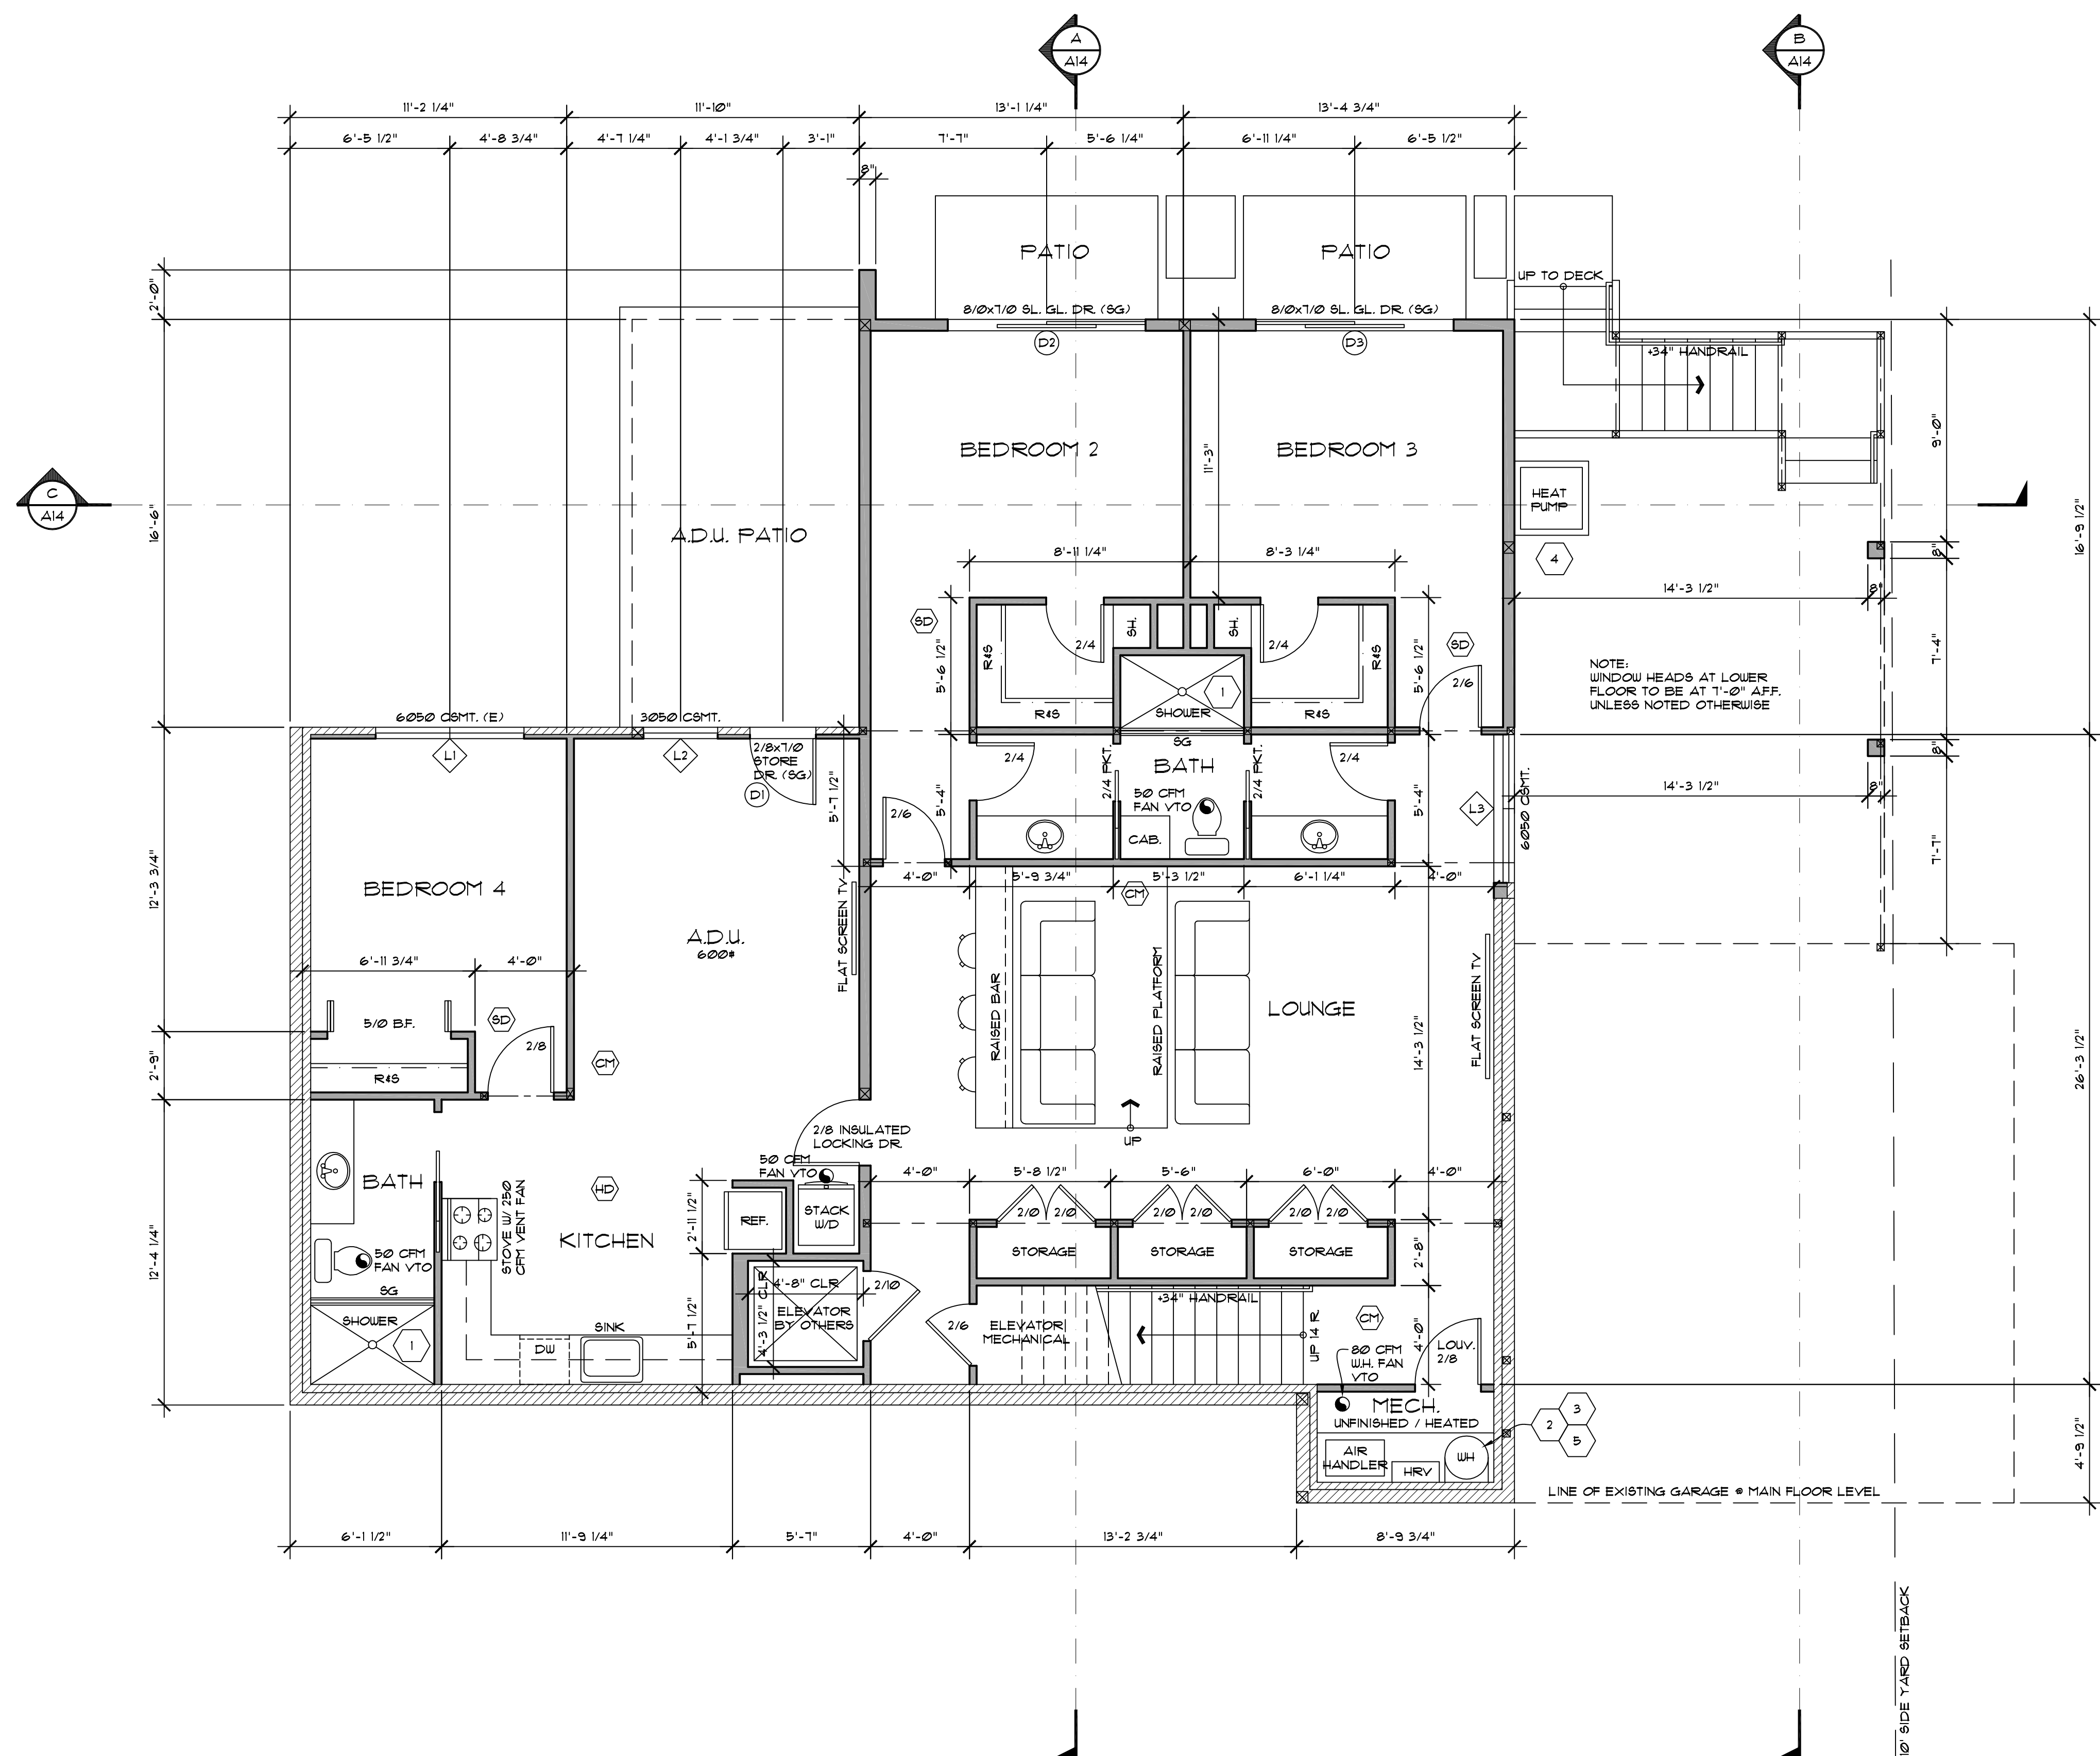 A
A14
B
A14
11'-2 1/4"
11'-10"
13'-1 1/4"
13'-4 3/4"
6'-5 1/2"
4'-8 3/4"
4'-7 1/4"
4'-1 3/4"
3'-1"
7'-7"
5'-6 1/4"
6'-11 1/4"
6'-5 1/2"
8"
PATIO
PATIO
UP TO DECK
2'-0"
8/0x7/0 SL. GL. DR. (SG)
8/0x7/0 SL. GL. DR. (SG)
D2
D3
+34" HANDRAIL
9'-0"
BEDROOM 2
BEDROOM 3
11'-3"
C
A14
HEAT
PUMP
16'-6"
16'-9 1/2"
A.D.U. PATIO
8'-11 1/4"
8'-3 1/4"
4
8"
14'-3 1/2"
8"
SD
SH.
SH.
2/4
2/4
SD
R&S
R&S
5'-6 1/2"
5'-6 1/2"
7'-4"
2/6
NOTE:
WINDOW HEADS AT LOWER
FLOOR TO BE AT 7'-0" A.F.F.
UNLESS NOTED OTHERWISE
1
R&S
SHOWER
R&S
6050 CSMT. (E)
3050 CSMT.
SG
L1
L2
2/8x7/0
STORE
DR. (SG)
D1
2/4
2/4 PKT.
BATH
2/4 PKT.
2/4
8"
14'-3 1/2"
8"
5'-7 1/2"
2/6
5'-4"
50 CFM
FAN VTO
5'-4"
L3
6050 CSMT.
CAB.
7'-7"
12'-3 3/4"
BEDROOM 4
4'-0"
5'-9 3/4"
5'-3 1/2"
6'-1 1/4"
4'-0"
CM
A.D.U.
600#
FLAT SCREEN TV
6'-11 3/4"
4'-0"
RAISED BAR
RAISED PLATFORM
LOUNGE
FLAT SCREEN TV
14'-3 1/2"
26'-3 1/2"
5/0 B.F.
SD
2/8
CM
2'-9"
R&S
UP
2/8 INSULATED
LOCKING DR.
BATH
HD
50 CFM
FAN VTO
4'-0"
5'-8 1/2"
5'-6"
6'-0"
4'-0"
STOVE W/ 250
CFM VENT FAN
KITCHEN
2'-11 1/2"
REF.
STACK
W/D
2/0
2/0
2/0
2/0
2/0
2/0
STORAGE
STORAGE
STORAGE
2'-8"
12'-4 1/4"
50 CFM
FAN VTO
SG
4'-8" CLR
4'-3 1/2" CLR
2/10
ELEVATOR
BY OTHERS
SHOWER
1
SINK
DW
5'-7 1/2"
2/6
ELEVATOR
MECHANICAL
+34" HANDRAIL
UP 14 R
CM
4'-0"
LOUV.
2/8
80 CFM
W.H. FAN
VTO
MECH.
UNFINISHED / HEATED
3
2
5
AIR
HANDLER
HRV
WH
4'-9 1/2"
LINE OF EXISTING GARAGE @ MAIN FLOOR LEVEL
6'-1 1/2"
11'-9 1/4"
5'-7"
4'-0"
13'-2 3/4"
8'-9 3/4"
10' SIDE YARD SETBACK